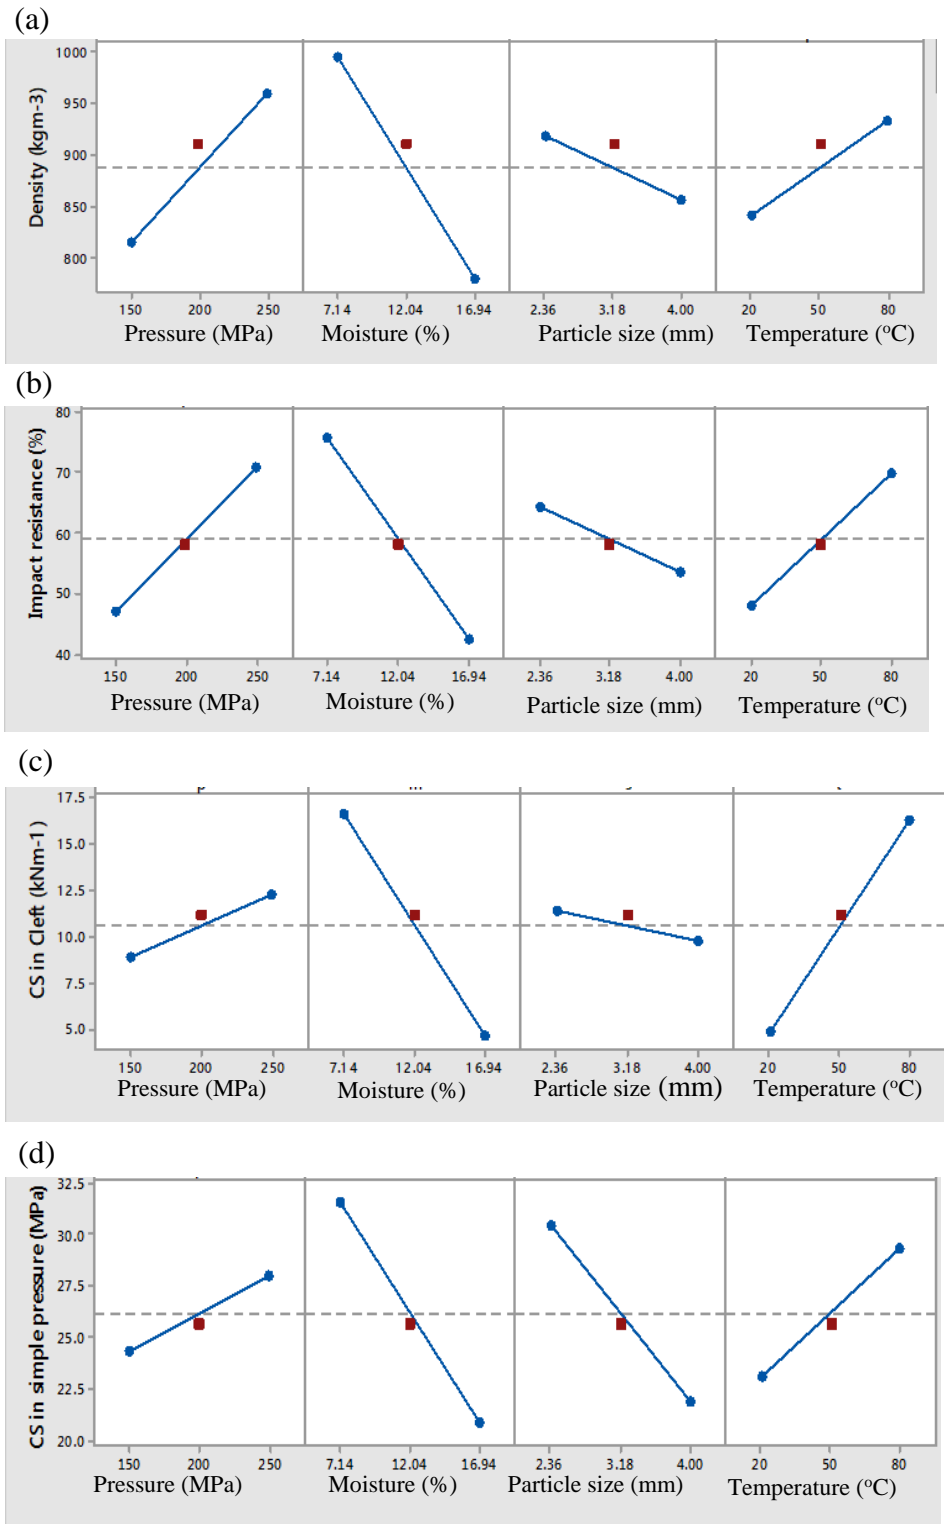 (a)
Density (kgm-3)
1000
950
900
850
800
150 200 250 7.14 12.04 16.94 2.36 3.18 4.00 20 50 80
Pressure (MPa) Moisture (%) Particle size (mm) Temperature (°C)
(b)
Impact resistance (%)
80
70
60
50
40
150 200 250 7.14 12.04 16.94 2.36 3.18 4.00 20 50 80
Pressure (MPa) Moisture (%) Particle size (mm) Temperature (°C)
(c)
CS in Cleft (kNm-1)
17.5
15.0
12.5
10.0
7.5
5.0
150 200 250 7.14 12.04 16.94 2.36 3.18 4.00 20 50 80
Pressure (MPa) Moisture (%) Particle size (mm) Temperature (°C)
(d)
CS in simple pressure (MPa)
32.5
30.0
27.5
25.0
22.5
20.0
150 200 250 7.14 12.04 16.94 2.36 3.18 4.00 20 50 80
Pressure (MPa) Moisture (%) Particle size (mm) Temperature (°C)